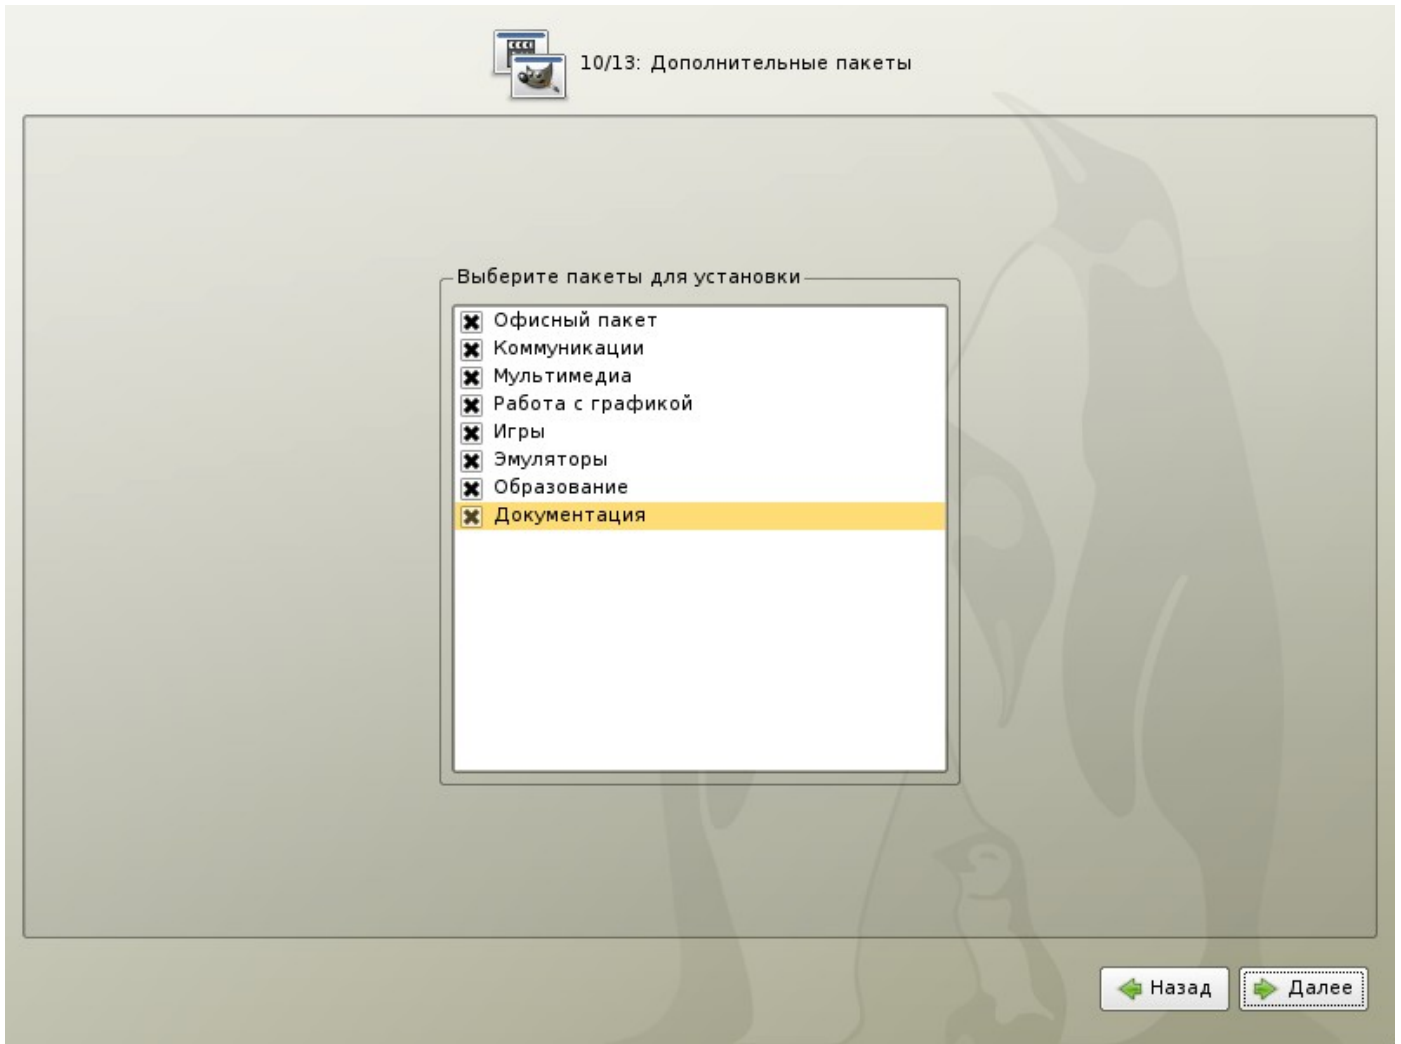 10/13: Дополнительные пакеты
Выберите пакеты для установки
Офисный пакет
Коммуникации
Мультимедиа
Работа с графикой
Игры
Эмуляторы
Образование
Документация
Назад
Далее